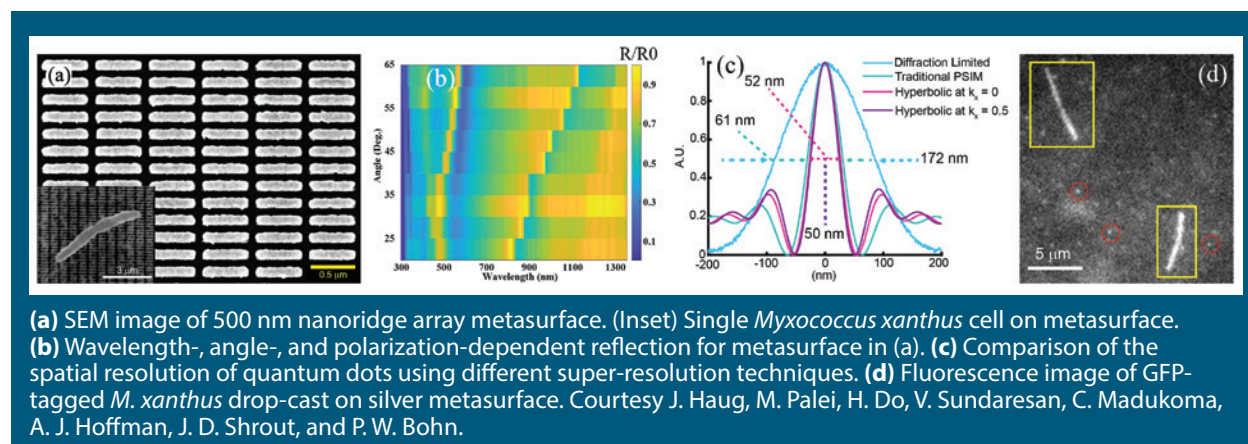 (a)
3 μm
0.5 μm
(b)
R/R0
65
55
45
35
25
Angle (Deg.)
300
500
700
900
1100
1300
Wavelength (nm)
0.9
0.7
0.5
0.3
0.1
(c)
Diffraction Limited
Traditional PSIM
Hyperbolic at kx = 0
Hyperbolic at kx = 0.5
52 nm
61 nm
172 nm
50 nm
1
0.8
0.6
0.4
0.2
0
A.U.
-200
-100
0
100
200
(nm)
(d)
5 μm
(a) SEM image of 500 nm nanoridge array metasurface. (Inset) Single Myxococcus xanthus cell on metasurface.
(b) Wavelength-, angle-, and polarization-dependent reflection for metasurface in (a). (c) Comparison of the
spatial resolution of quantum dots using different super-resolution techniques. (d) Fluorescence image of GFP-
tagged M. xanthus drop-cast on silver metasurface. Courtesy J. Haug, M. Palei, H. Do, V. Sundaresan, C. Madukoma,
A. J. Hoffman, J. D. Shrout, and P. W. Bohn.